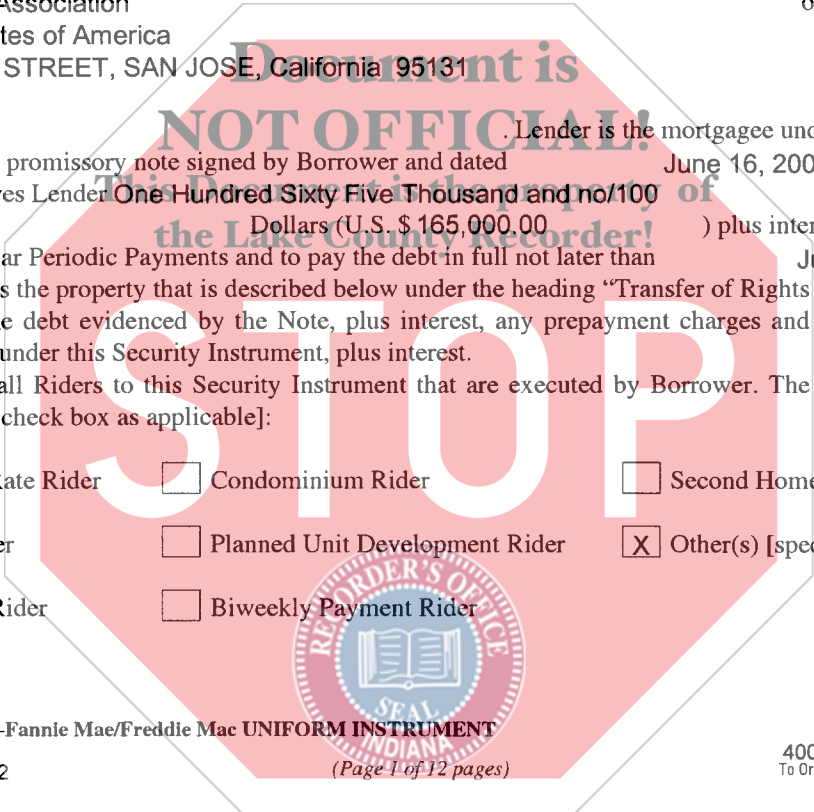 Association
tes of America
STREET, SAN JOSE, California 95131
Document is
NOT OFFICIAL!
. Lender is the mortgagee und
promissory note signed by Borrower and dated June 16, 200
es Lender One Hundred Sixty Five Thousand and no/100
This Document is the property of
Dollars (U.S. $ 165,000.00 ) plus inter
the Lake County Recorder!
ar Periodic Payments and to pay the debt in full not later than Ju
s the property that is described below under the heading “Transfer of Rights
e debt evidenced by the Note, plus interest, any prepayment charges and
under this Security Instrument, plus interest.
all Riders to this Security Instrument that are executed by Borrower. The
check box as applicable]:
STOP
ate Rider Condominium Rider Second Home
er Planned Unit Development Rider X Other(s) [spec
Rider Biweekly Payment Rider
RECORDER'S OFFICE
SEAL
INDIANA
-Fannie Mae/Freddie Mac UNIFORM INSTRUMENT
2 (Page 1 of 12 pages) 400
To Or